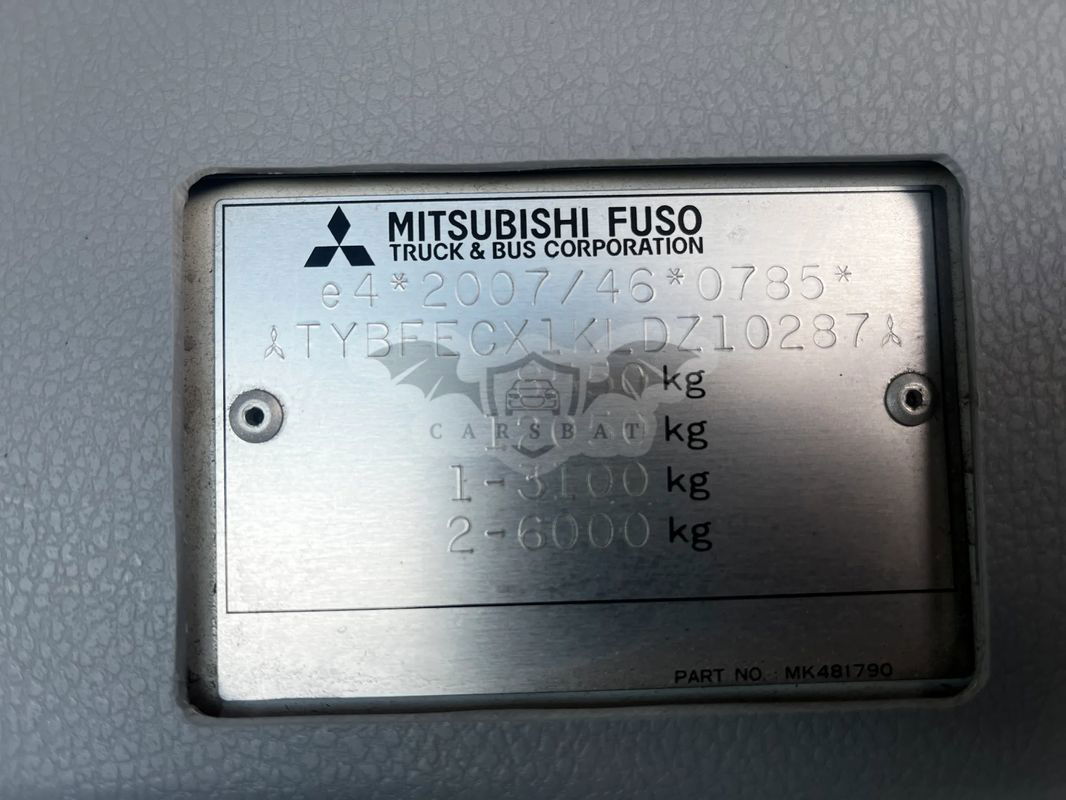 MITSUBISHI FUSO
TRUCK & BUS CORPORATION
e4*2007/46*0785*
TYBFECX1KLDZ10287
kg
CARSBAT
kg
1-3100 kg
2-6000 kg
PART NO. MK481790